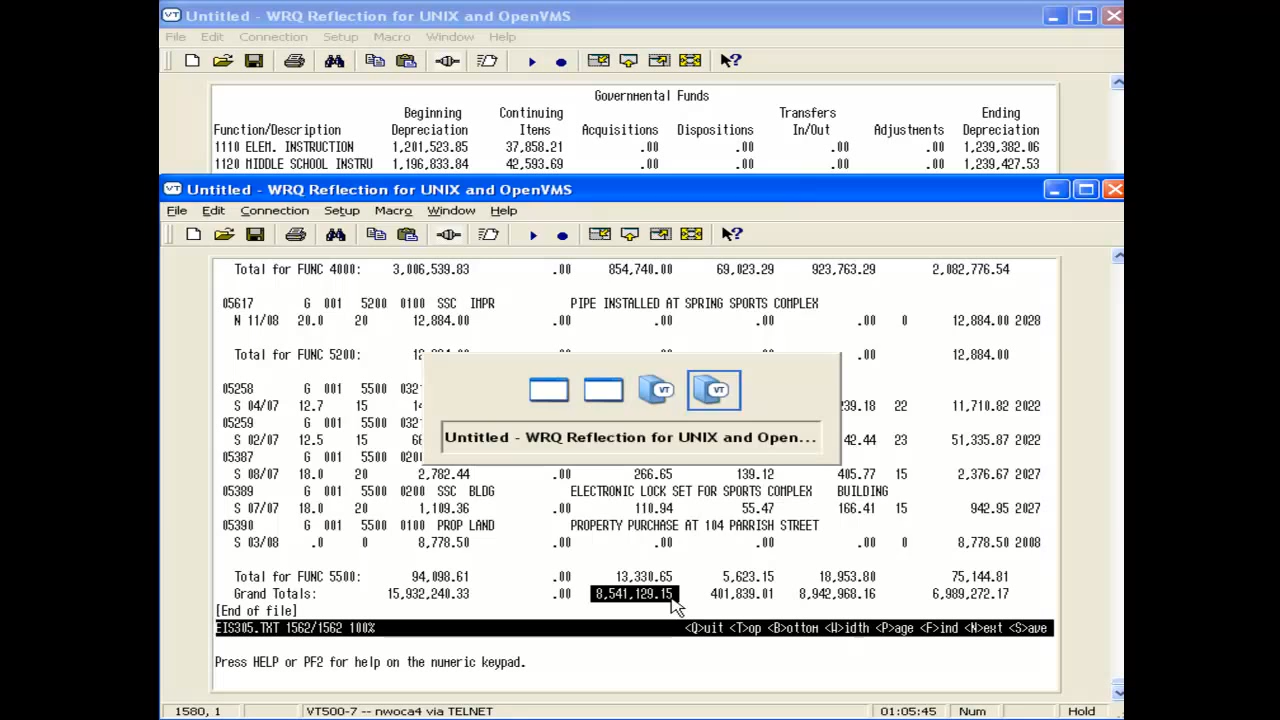 Untitled - WRQ Reflection for UNIX and OpenVMS
File Edit Connection Setup Macro Window Help
Governmental Funds
Beginning Continuing Transfers Ending
Function/Description Depreciation Items Acquisitions Dispositions In/Out Adjustments Depreciation
1110 ELEM. INSTRUCTION 1,201,523.85 37,858.21 .00 .00 .00 .00 1,239,382.06
1120 MIDDLE SCHOOL INSTRU 1,196,833.84 42,593.69 .00 .00 .00 .00 1,239,427.53
VT Untitled - WRQ Reflection for UNIX and OpenVMS
File Edit Connection Setup Macro Window Help
Total for FUNC 4000: 3,006,539.83 .00 854,740.00 69,023.29 923,763.29 2,082,776.54
05617 G 001 5200 0100 SSC IMPR PIPE INSTALLED AT SPRING SPORTS COMPLEX
N 11/08 20.0 20 12,884.00 .00 .00 .00 .00 0 12,884.00 2028
Total for FUNC 5200: .00 12,884.00
05258 G 001 5500
S 04/07 12.7 15 239.18 22 11,710.82 2022
05259 G 001 5500
S 02/07 12.5 15 42.44 23 51,335.87 2022
05387 G 001 5500
S 08/07 18.0 20 2,782.44 266.65 139.12 405.77 15 2,376.67 2027
05389 G 001 5500 0200 SSC BLDG ELECTRONIC LOCK SET FOR SPORTS COMPLEX BUILDING
S 07/07 18.0 20 1,109.36 .00 110.94 55.47 166.41 15 942.95 2027
05390 G 001 5500 0100 PROP LAND PROPERTY PURCHASE AT 104 PARRISH STREET
S 03/08 .0 0 8,778.50 .00 .00 .00 .00 0 8,778.50 2008
Total for FUNC 5500: 94,098.61 .00 13,330.65 5,623.15 18,953.80 75,144.81
Grand Totals: 15,932,240.33 .00 8,541,129.15 401,839.01 8,942,968.16 6,989,272.17
[End of file]
EIS305.TXT 1562/1562 100% <Q>uit <T>op <B>ottom <W>idth <P>age <F>ind <N>ext <S>ave
Press HELP or PF2 for help on the numeric keypad.
1580, 1 VT500-7 -- nwoca4 via TELNET 01:05:45 Num Hold
VT VT
Untitled - WRQ Reflection for UNIX and Open...